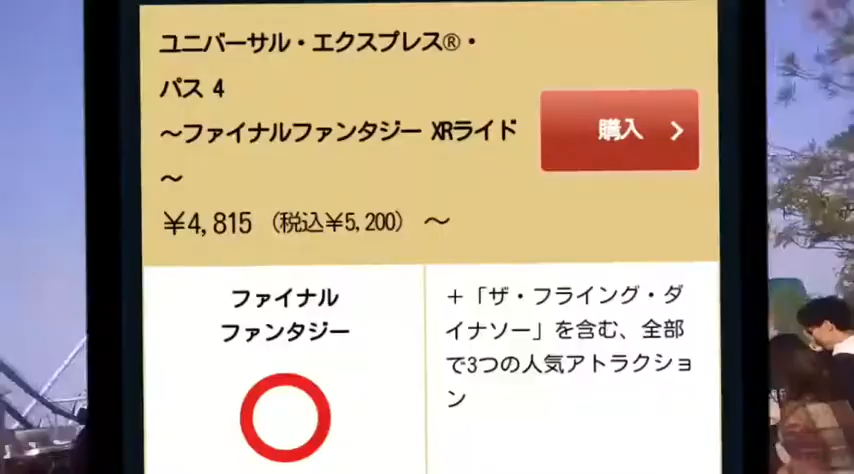 ユニバーサル・エクスプレス®・
パス 4
～ファイナルファンタジー XRライド
～
購入
￥4,815 （税込￥5,200） ～
ファイナル
ファンタジー
＋「ザ・フライング・ダ
イナソー」を含む、全部
で3つの人気アトラクショ
ン